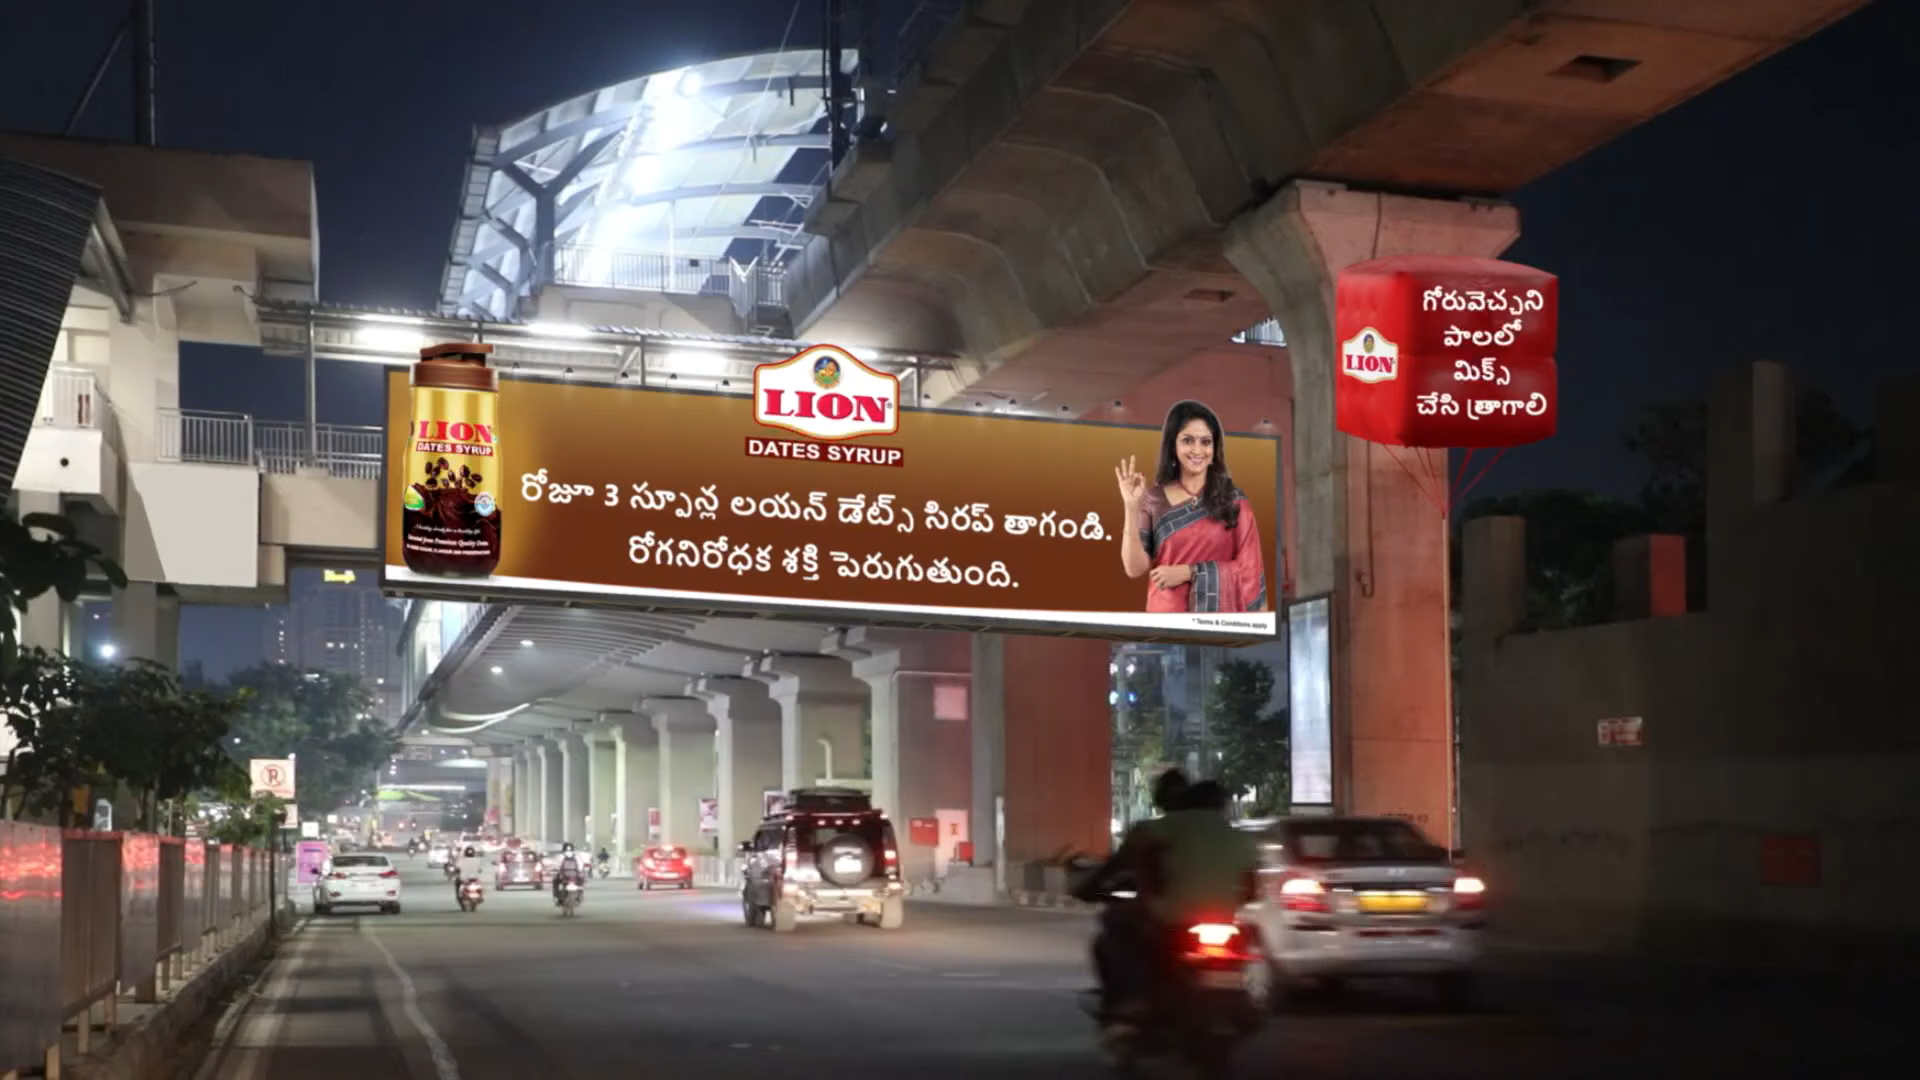 LION
DATES SYRUP
LION
DATES SYRUP
రోజూ 3 స్పూన్ల లయన్ డేట్స్ సిరప్ తాగండి.
రోగనిరోధక శక్తి పెరుగుతుంది.
* Terms & Conditions apply
గోరువెచ్చని
పాలలో
మిక్స్
చేసి త్రాగాలి
LION